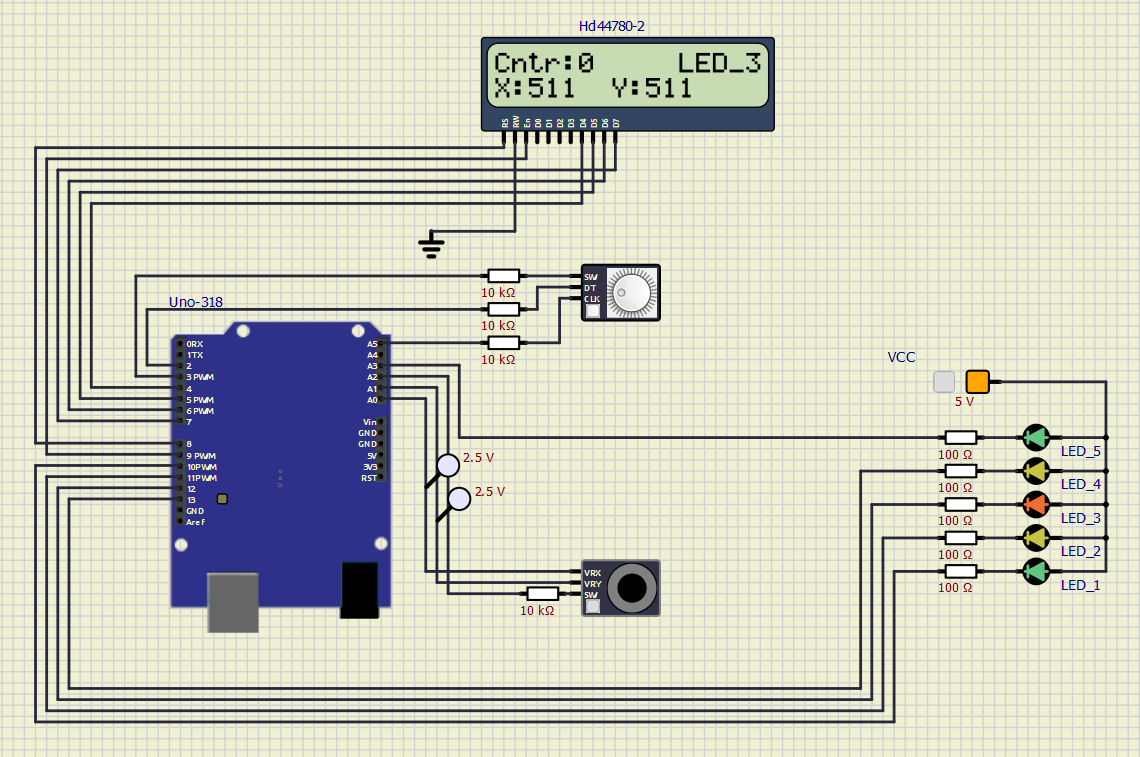 Hd44780-2
Cntr:0 LED_3
X:511 Y:511
RS RW En D0 D1 D2 D3 D4 D5 D6 D7
SW
DT
CLK
10 kΩ
10 kΩ
10 kΩ
Uno-318
0RX
1TX
2
3 PWM
4
5 PWM
6 PWM
7
8
9 PWM
10PWM
11PWM
12
13
GND
Aref
A5
A4
A3
A2
A1
A0
Vin
GND
GND
5V
3V3
RST
Uno
2.5 V
2.5 V
VRX
VRY
SW
10 kΩ
VCC
5 V
100 Ω LED_5
100 Ω LED_4
100 Ω LED_3
100 Ω LED_2
100 Ω LED_1